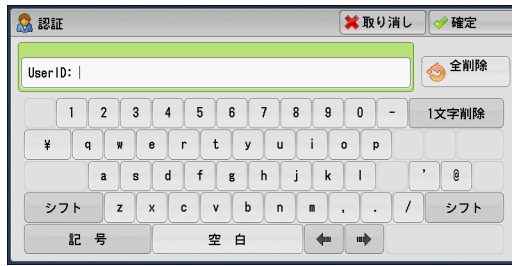 認証 取り消し 確定
UserID: 全削除
1 2 3 4 5 6 7 8 9 0 - 1文字削除
¥ q w e r t y u i o p
a s d f g h j k l ' @
シフト z x c v b n m , . / シフト
記 号 空 白